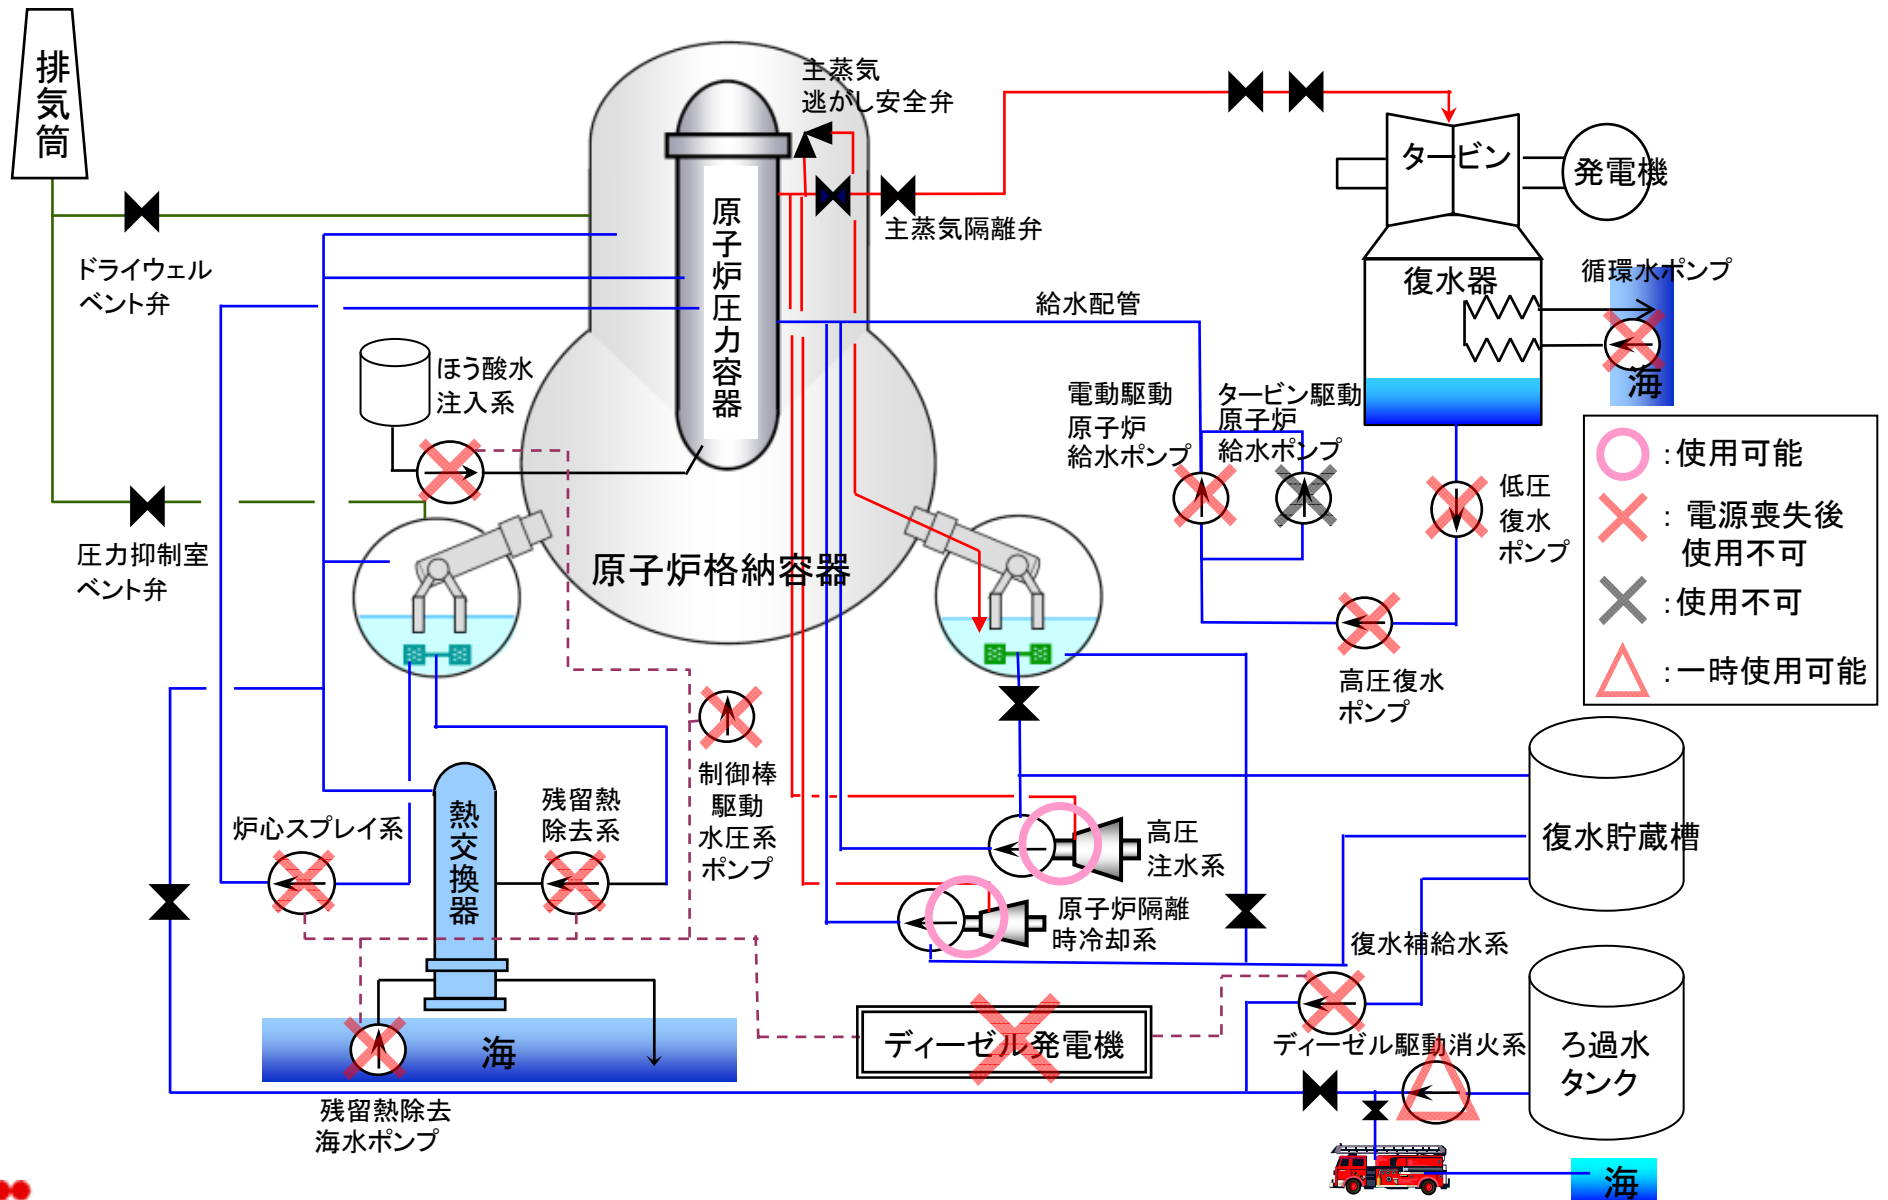 排気筒
主蒸気
逃がし安全弁
タービン
発電機
原子炉圧力容器
主蒸気隔離弁
ドライウェル
ベント弁
復水器
循環水ポンプ
給水配管
海
ほう酸水
注入系
電動駆動
原子炉
給水ポンプ
タービン駆動
原子炉
給水ポンプ
：使用可能
：電源喪失後
使用不可
：使用不可
：一時使用可能
低圧
復水
ポンプ
圧力抑制室
ベント弁
原子炉格納容器
高圧復水
ポンプ
制御棒
駆動
水圧系
ポンプ
残留熱
除去系
熱交換器
炉心スプレイ系
高圧
注水系
復水貯蔵槽
原子炉隔離
時冷却系
復水補給水系
海
ディーゼル発電機
ディーゼル駆動消火系
ろ過水
タンク
残留熱除去
海水ポンプ
海